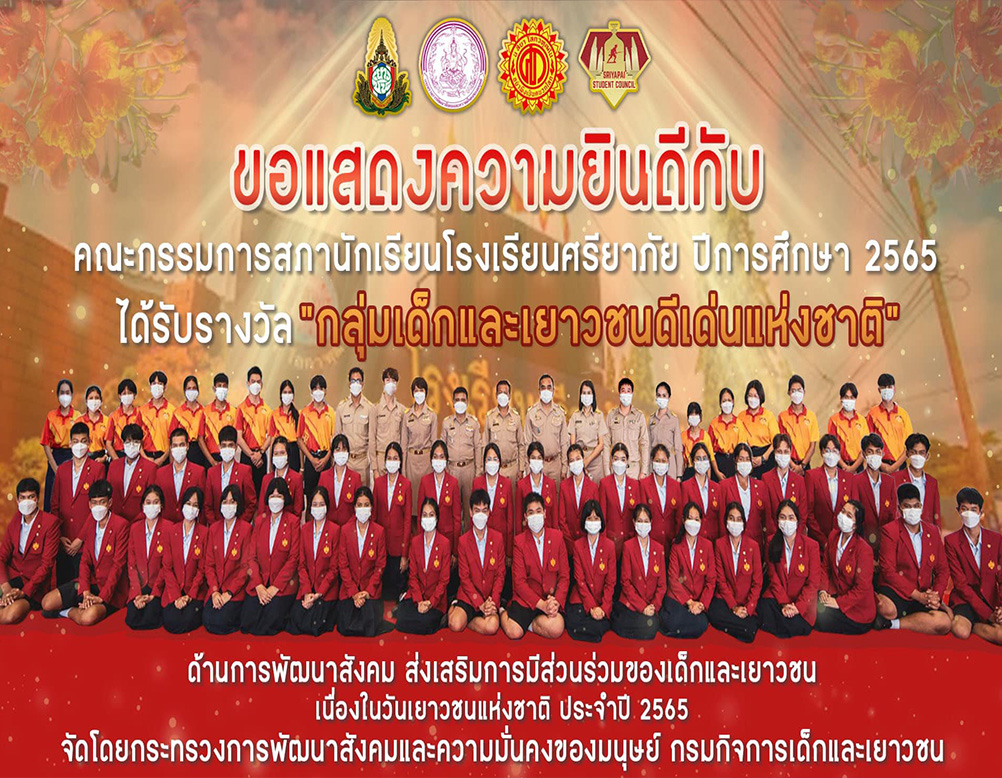 SRIYAPAI
STUDENT COUNCIL
ขอแสดงความยินดีกับ
คณะกรรมการสภานักเรียนโรงเรียนศรียาภัย ปีการศึกษา 2565
ได้รับรางวัล "กลุ่มเด็กและเยาวชนดีเด่นแห่งชาติ"
ด้านการพัฒนาสังคม ส่งเสริมการมีส่วนร่วมของเด็กและเยาวชน
เนื่องในวันเยาวชนแห่งชาติ ประจำปี 2565
จัดโดยกระทรวงการพัฒนาสังคมและความมั่นคงของมนุษย์ กรมกิจการเด็กและเยาวชน